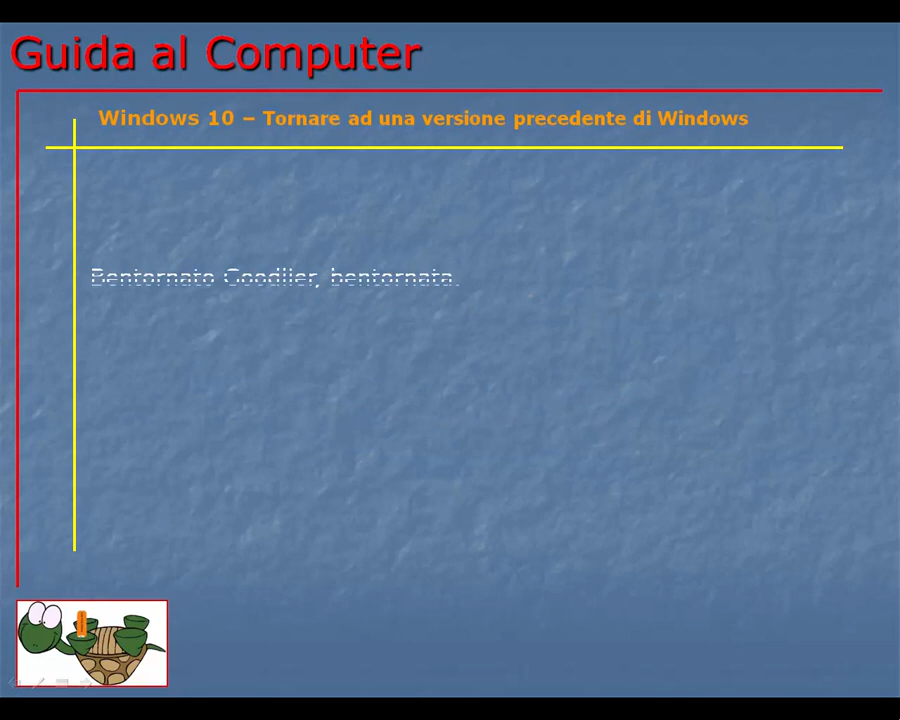 Guida al Computer
Windows 10 – Tornare ad una versione precedente di Windows
Bentornato Goodlier, bentornata.